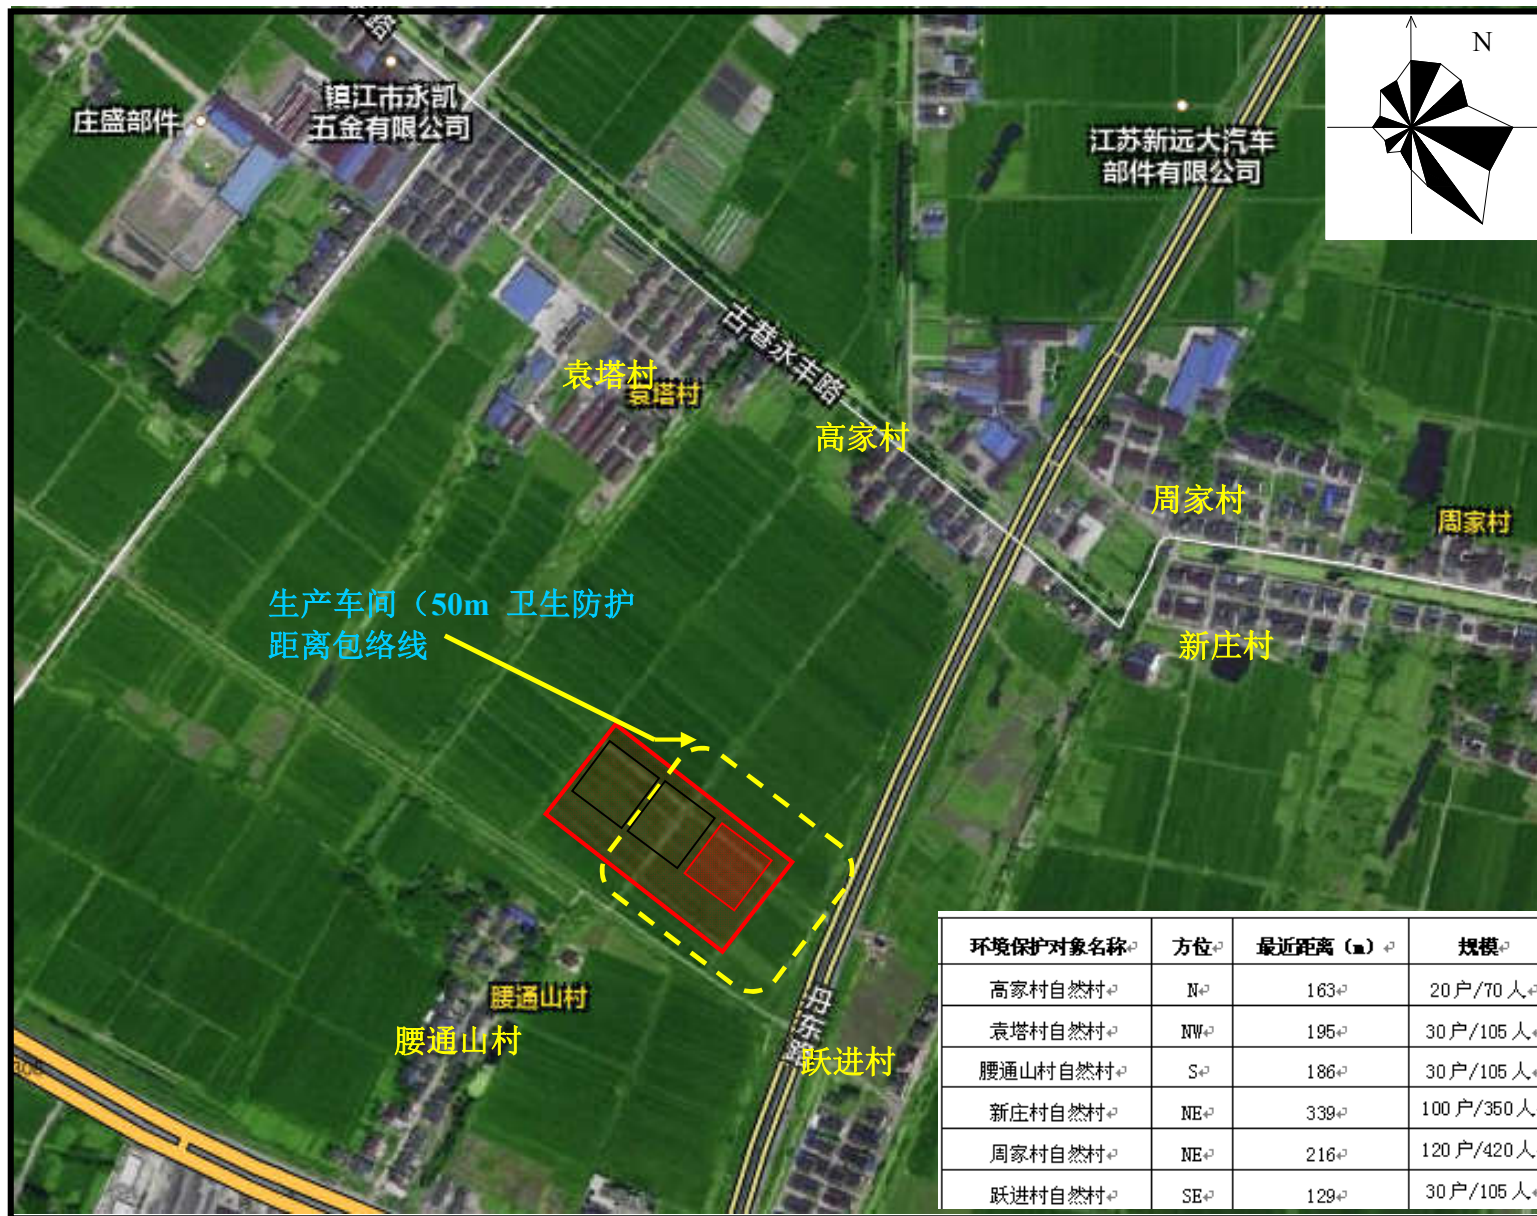 N
镇江市永凯
五金有限公司
庄盛部件
江苏新远大汽车
部件有限公司
古巷永丰路
袁塔村
袁塔村
高家村
周家村
周家村
新庄村
生产车间（50m 卫生防护
距离包络线
腰通山村
腰通山村
丹东路
跃进村
环境保护对象名称 方位 最近距离（m） 规模
高家村自然村 N 163 20户/70人
袁塔村自然村 NW 195 30户/105人
腰通山村自然村 S 186 30户/105人
新庄村自然村 NE 339 100户/350人
周家村自然村 NE 216 120户/420人
跃进村自然村 SE 129 30户/105人